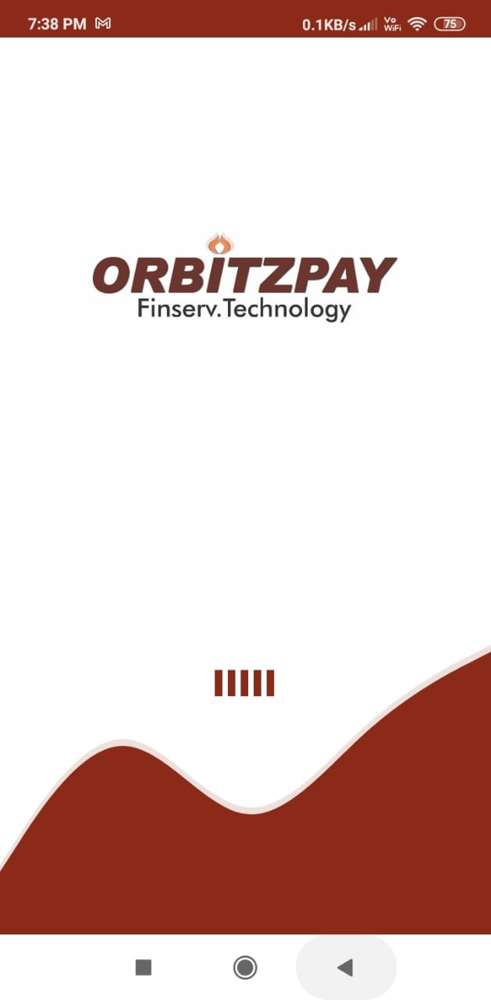 7:38 PM
0.1KB/s
Vo
WiFi
75
ORBITZPAY
Finserv.Technology